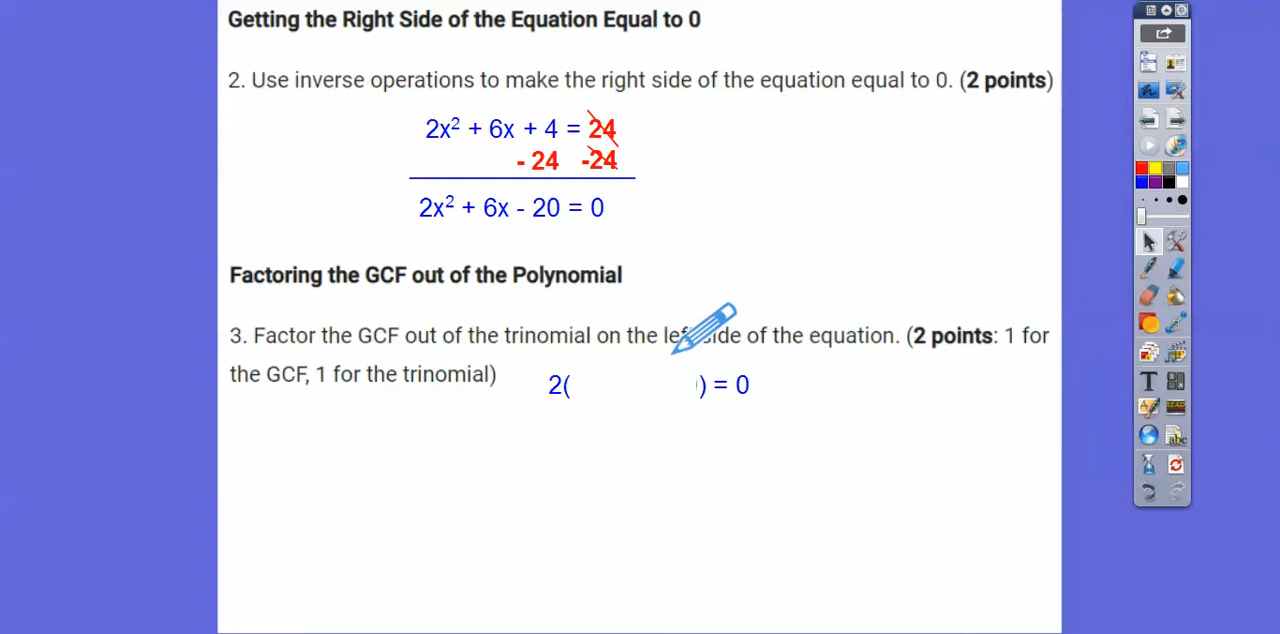 Getting the Right Side of the Equation Equal to 0
2. Use inverse operations to make the right side of the equation equal to 0. (2 points)
2x² + 6x + 4 = 24
- 24 -24
2x² + 6x - 20 = 0
Factoring the GCF out of the Polynomial
3. Factor the GCF out of the trinomial on the left side of the equation. (2 points: 1 for
the GCF, 1 for the trinomial)
2( ) = 0